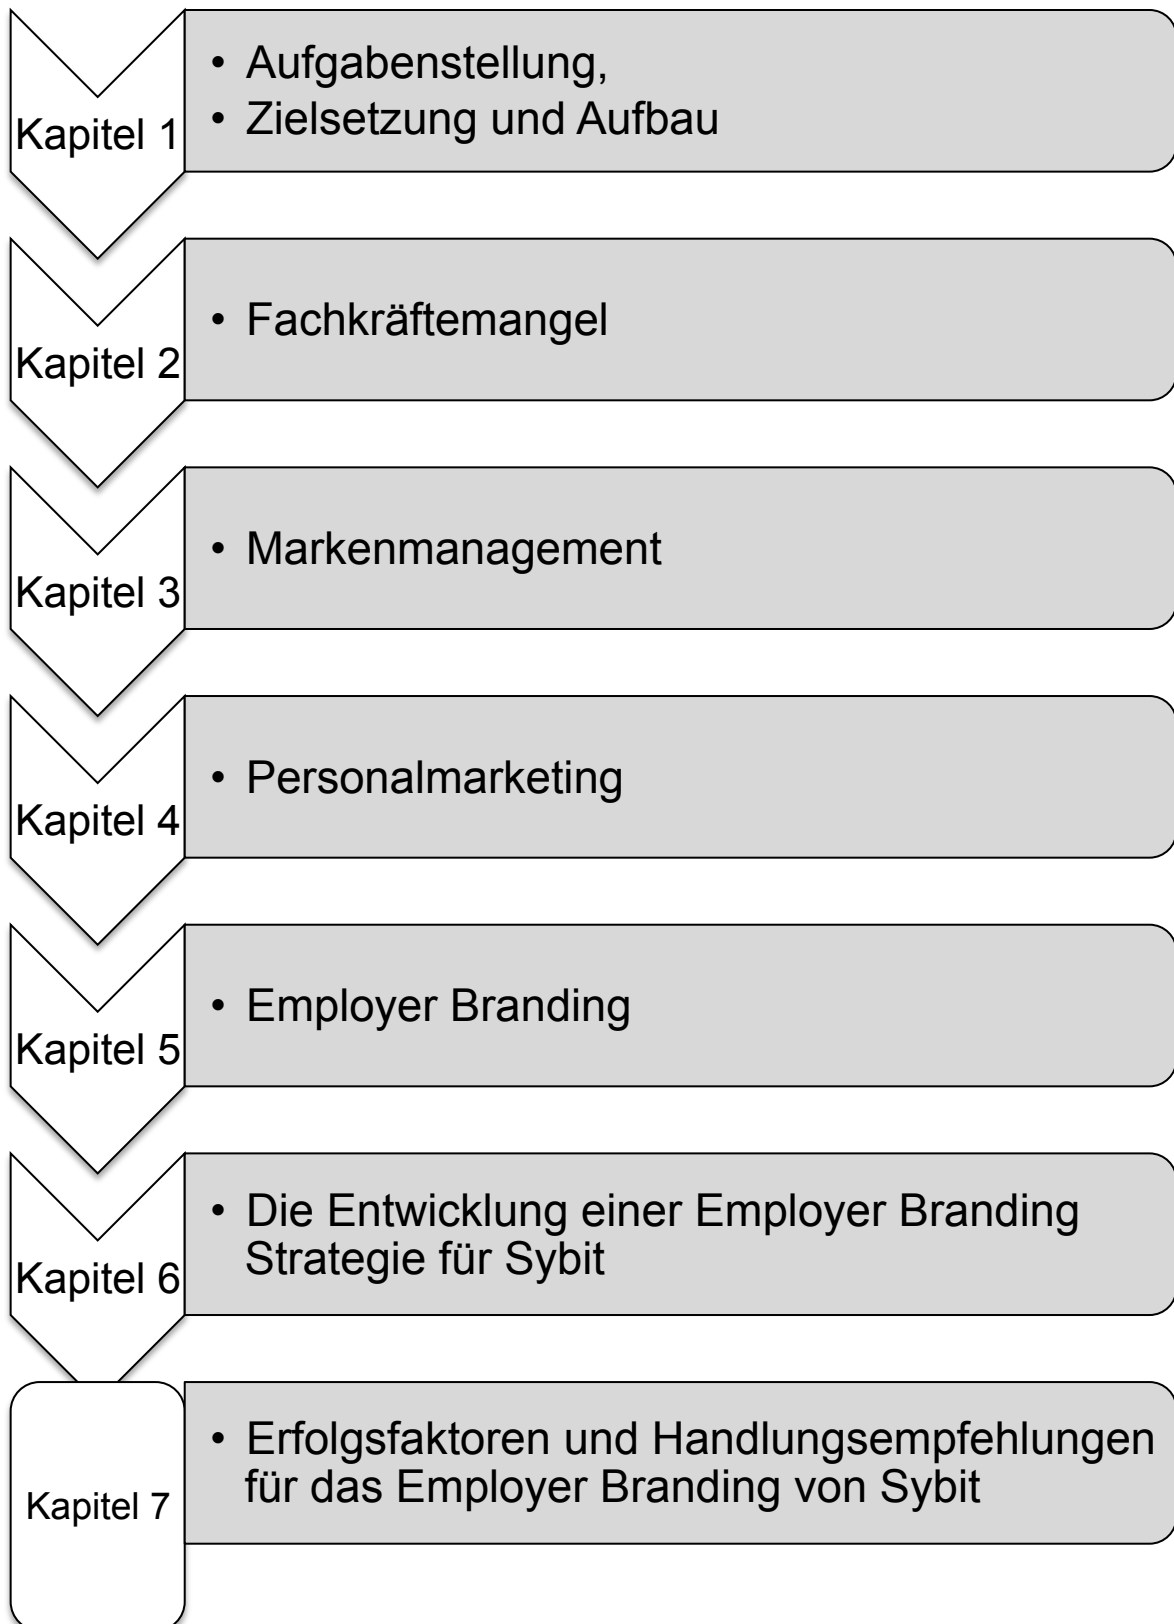 Kapitel 1
• Aufgabenstellung,
• Zielsetzung und Aufbau
Kapitel 2
• Fachkräftemangel
Kapitel 3
• Markenmanagement
Kapitel 4
• Personalmarketing
Kapitel 5
• Employer Branding
Kapitel 6
• Die Entwicklung einer Employer Branding
Strategie für Sybit
Kapitel 7
• Erfolgsfaktoren und Handlungsempfehlungen
für das Employer Branding von Sybit